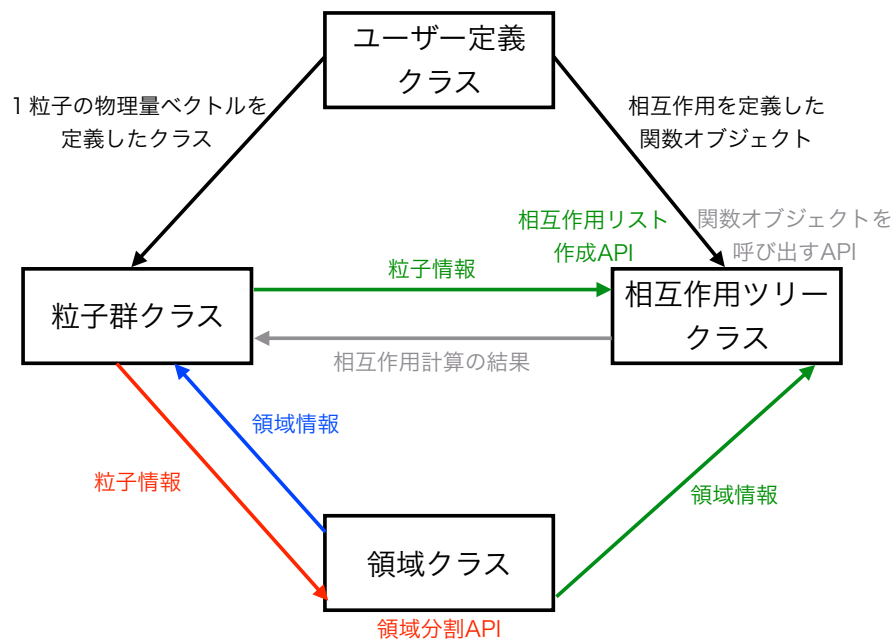 ユーザー定義
クラス
1粒子の物理量ベクトルを
定義したクラス
相互作用を定義した
関数オブジェクト
相互作用リスト
作成API
関数オブジェクトを
呼び出すAPI
粒子情報
粒子群クラス
相互作用ツリー
クラス
相互作用計算の結果
領域情報
粒子情報
領域情報
領域クラス
領域分割API